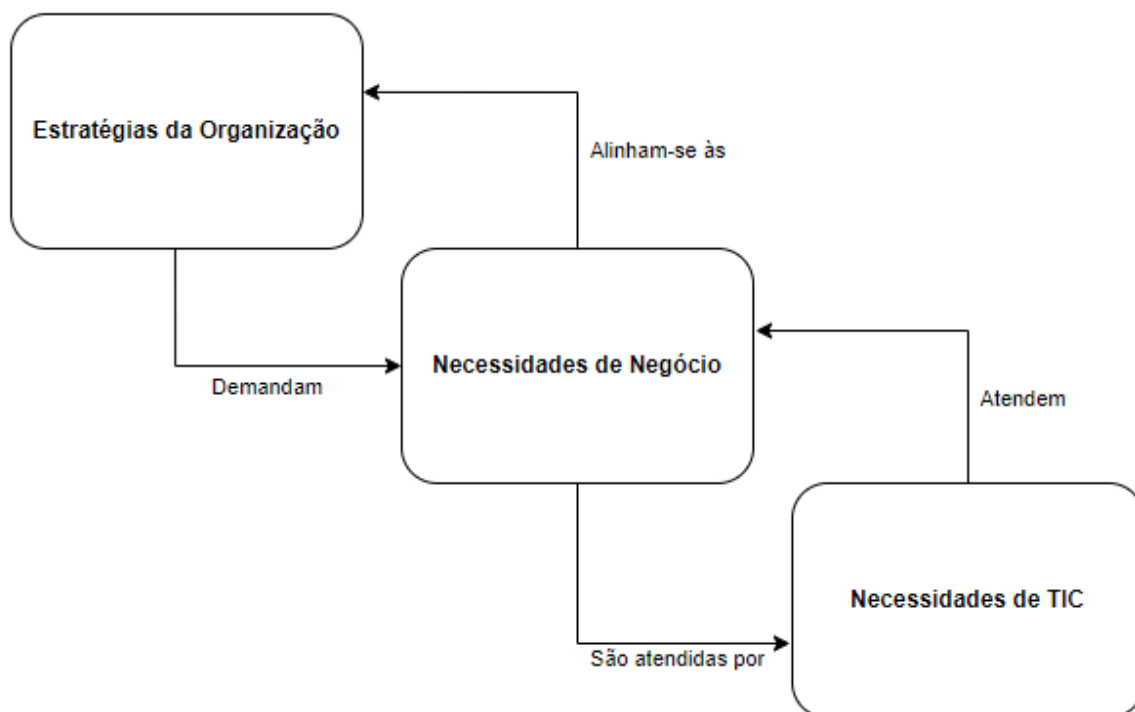 Estratégias da Organização
Alinham-se às
Demandam
Necessidades de Negócio
Atendem
São atendidas por
Necessidades de TIC